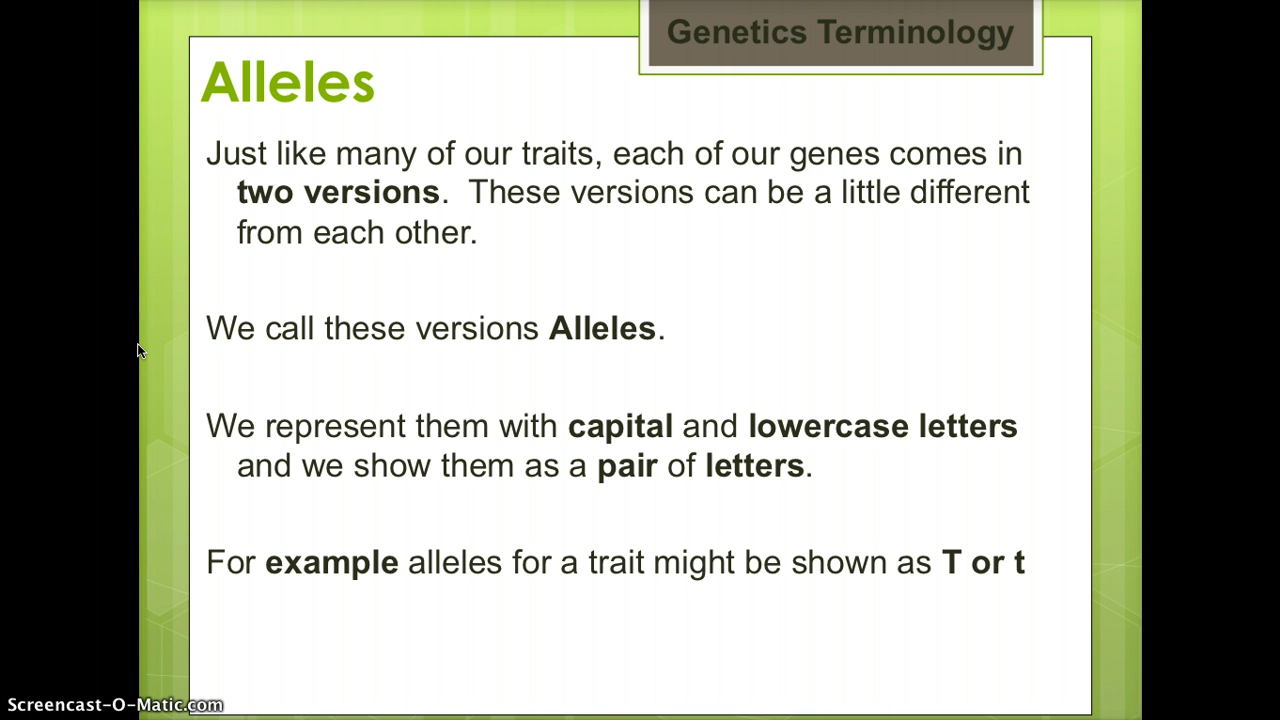 Genetics Terminology
Alleles
Just like many of our traits, each of our genes comes in
two versions.  These versions can be a little different
from each other.
We call these versions Alleles.
We represent them with capital and lowercase letters
and we show them as a pair of letters.
For example alleles for a trait might be shown as T or t
Screencast-O-Matic.com